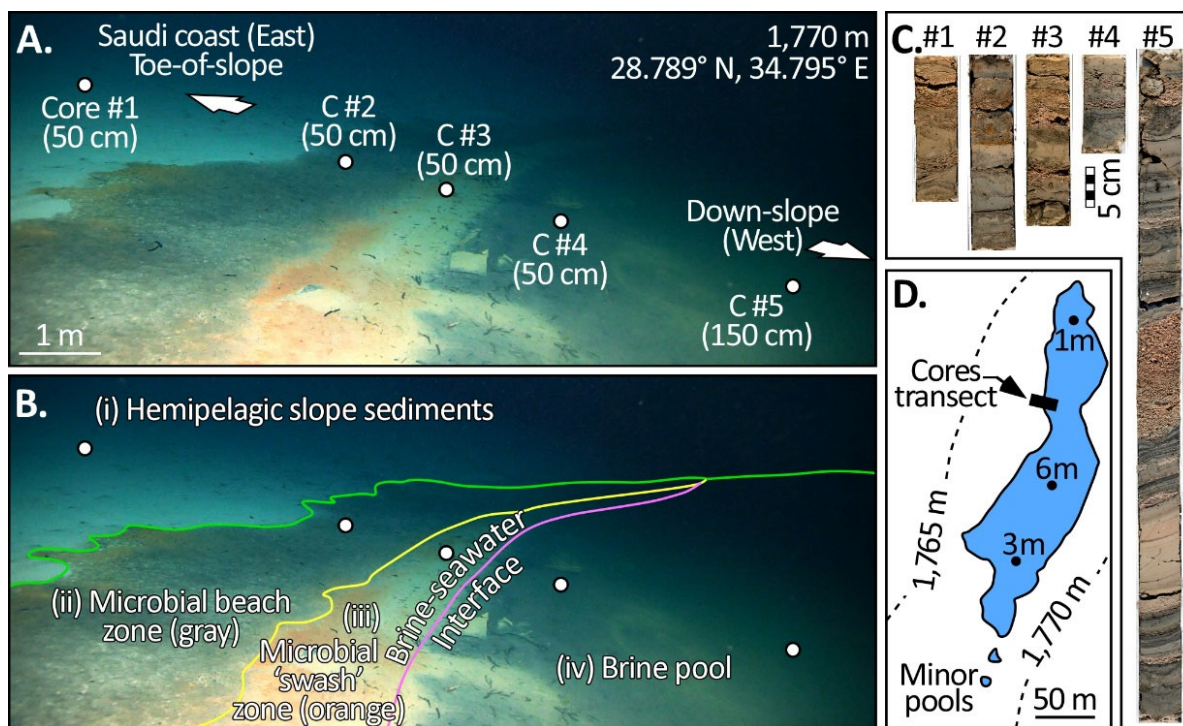 A.
Saudi coast (East)
Toe-of-slope
1,770 m
28.789° N, 34.795° E
Core #1
(50 cm)
C #2
(50 cm)
C #3
(50 cm)
C #4
(50 cm)
Down-slope
(West)
C #5
(150 cm)
1 m
B.
(i) Hemipelagic slope sediments
(ii) Microbial beach
zone (gray)
(iii)
Microbial
'swash'
zone (orange)
Brine-seawater
Interface
(iv) Brine pool
C.
#1 #2 #3 #4 #5
5 cm
D.
1m
Cores
transect
6m
3m
1,765 m
1,770 m
Minor
pools
50 m